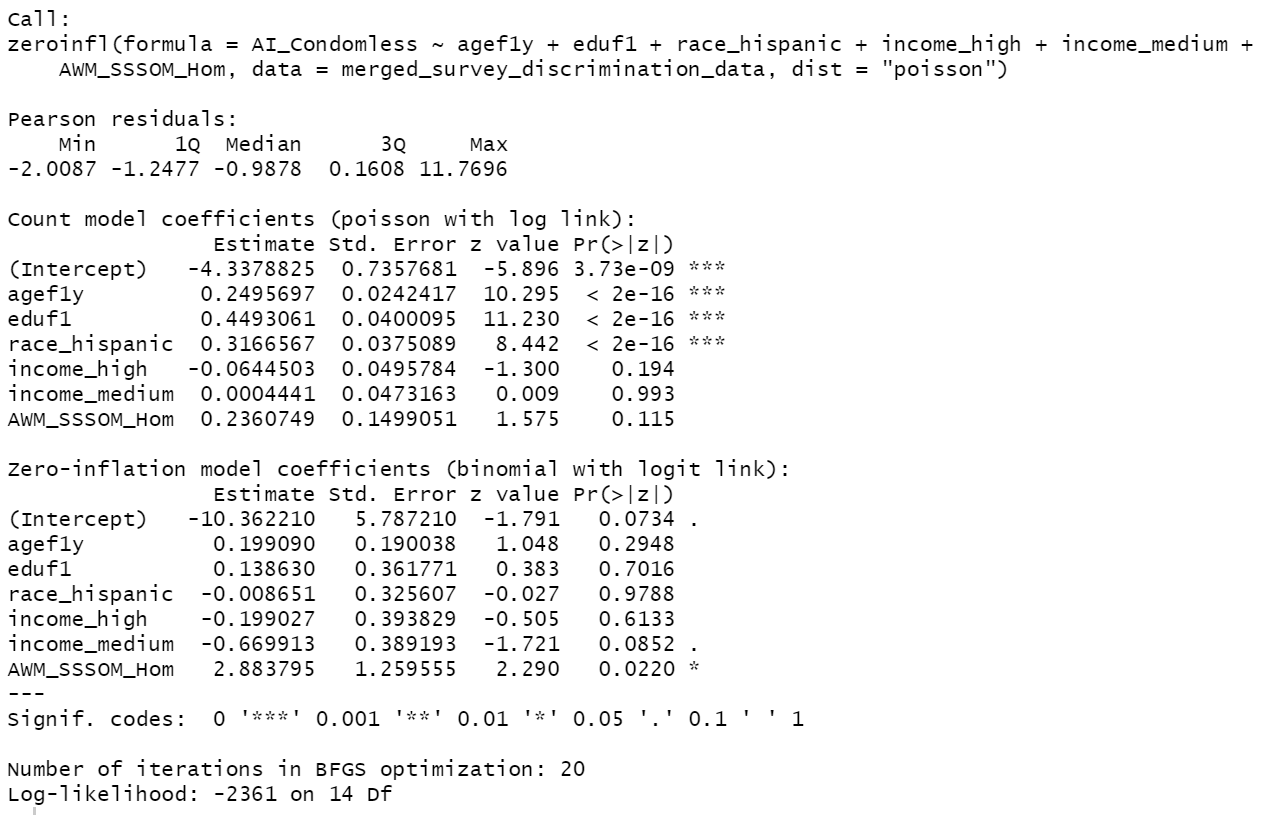 Call:
zeroinfl(formula = AI_Condomless ~ agef1y + eduf1 + race_hispanic + income_high + income_medium +
    AWM_SSSOM_Hom, data = merged_survey_discrimination_data, dist = "poisson")

Pearson residuals:
    Min      1Q  Median      3Q     Max
-2.0087 -1.2477 -0.9878  0.1608 11.7696

Count model coefficients (poisson with log link):
                Estimate Std. Error z value Pr(>|z|)
(Intercept)   -4.3378825  0.7357681  -5.896 3.73e-09 ***
agef1y         0.2495697  0.0242417  10.295  < 2e-16 ***
eduf1          0.4493061  0.0400095  11.230  < 2e-16 ***
race_hispanic  0.3166567  0.0375089   8.442  < 2e-16 ***
income_high   -0.0644503  0.0495784  -1.300    0.194
income_medium  0.0004441  0.0473163   0.009    0.993
AWM_SSSOM_Hom  0.2360749  0.1499051   1.575    0.115

Zero-inflation model coefficients (binomial with logit link):
                Estimate Std. Error z value Pr(>|z|)
(Intercept)   -10.362210   5.787210  -1.791   0.0734 .
agef1y          0.199090   0.190038   1.048   0.2948
eduf1           0.138630   0.361771   0.383   0.7016
race_hispanic  -0.008651   0.325607  -0.027   0.9788
income_high    -0.199027   0.393829  -0.505   0.6133
income_medium  -0.669913   0.389193  -1.721   0.0852 .
AWM_SSSOM_Hom   2.883795   1.259555   2.290   0.0220 *
---
Signif. codes:  0 '***' 0.001 '**' 0.01 '*' 0.05 '.' 0.1 ' ' 1

Number of iterations in BFGS optimization: 20
Log-likelihood: -2361 on 14 Df